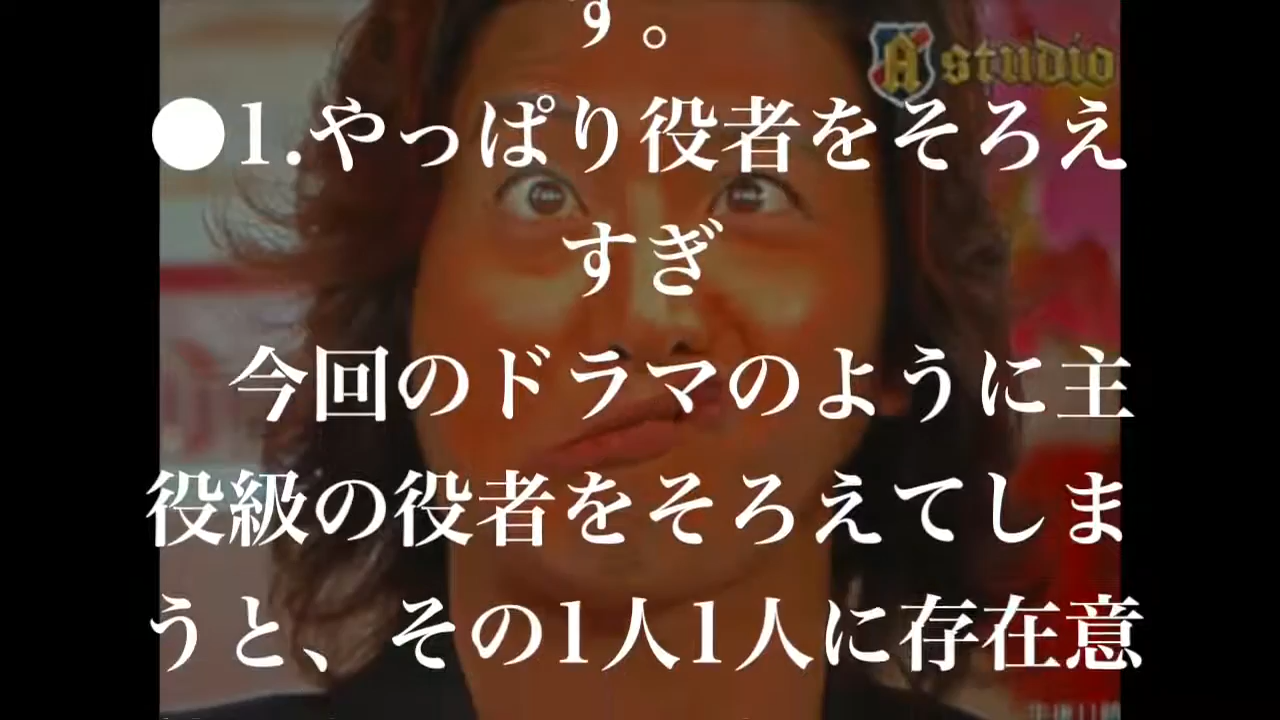 す。
A studio
●1.やっぱり役者をそろえ
すぎ
今回のドラマのように主
役級の役者をそろえてしま
うと、その1人1人に存在意